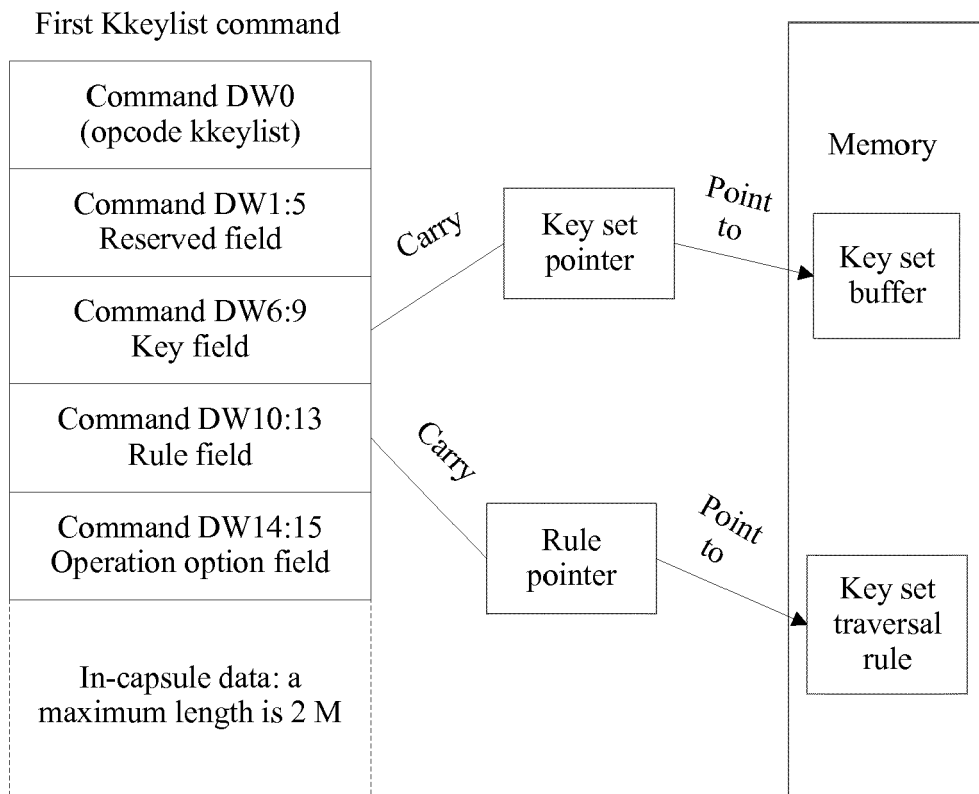 First Kkeylist command
Command DW0
(opcode kkeylist)
Command DW1:5
Reserved field
Command DW6:9
Key field
Command DW10:13
Rule field
Command DW14:15
Operation option field
In-capsule data: a
maximum length is 2 M
Carry
Key set
pointer
Point
to
Carry
Rule
pointer
Point
to
Memory
Key set
buffer
Key set
traversal
rule